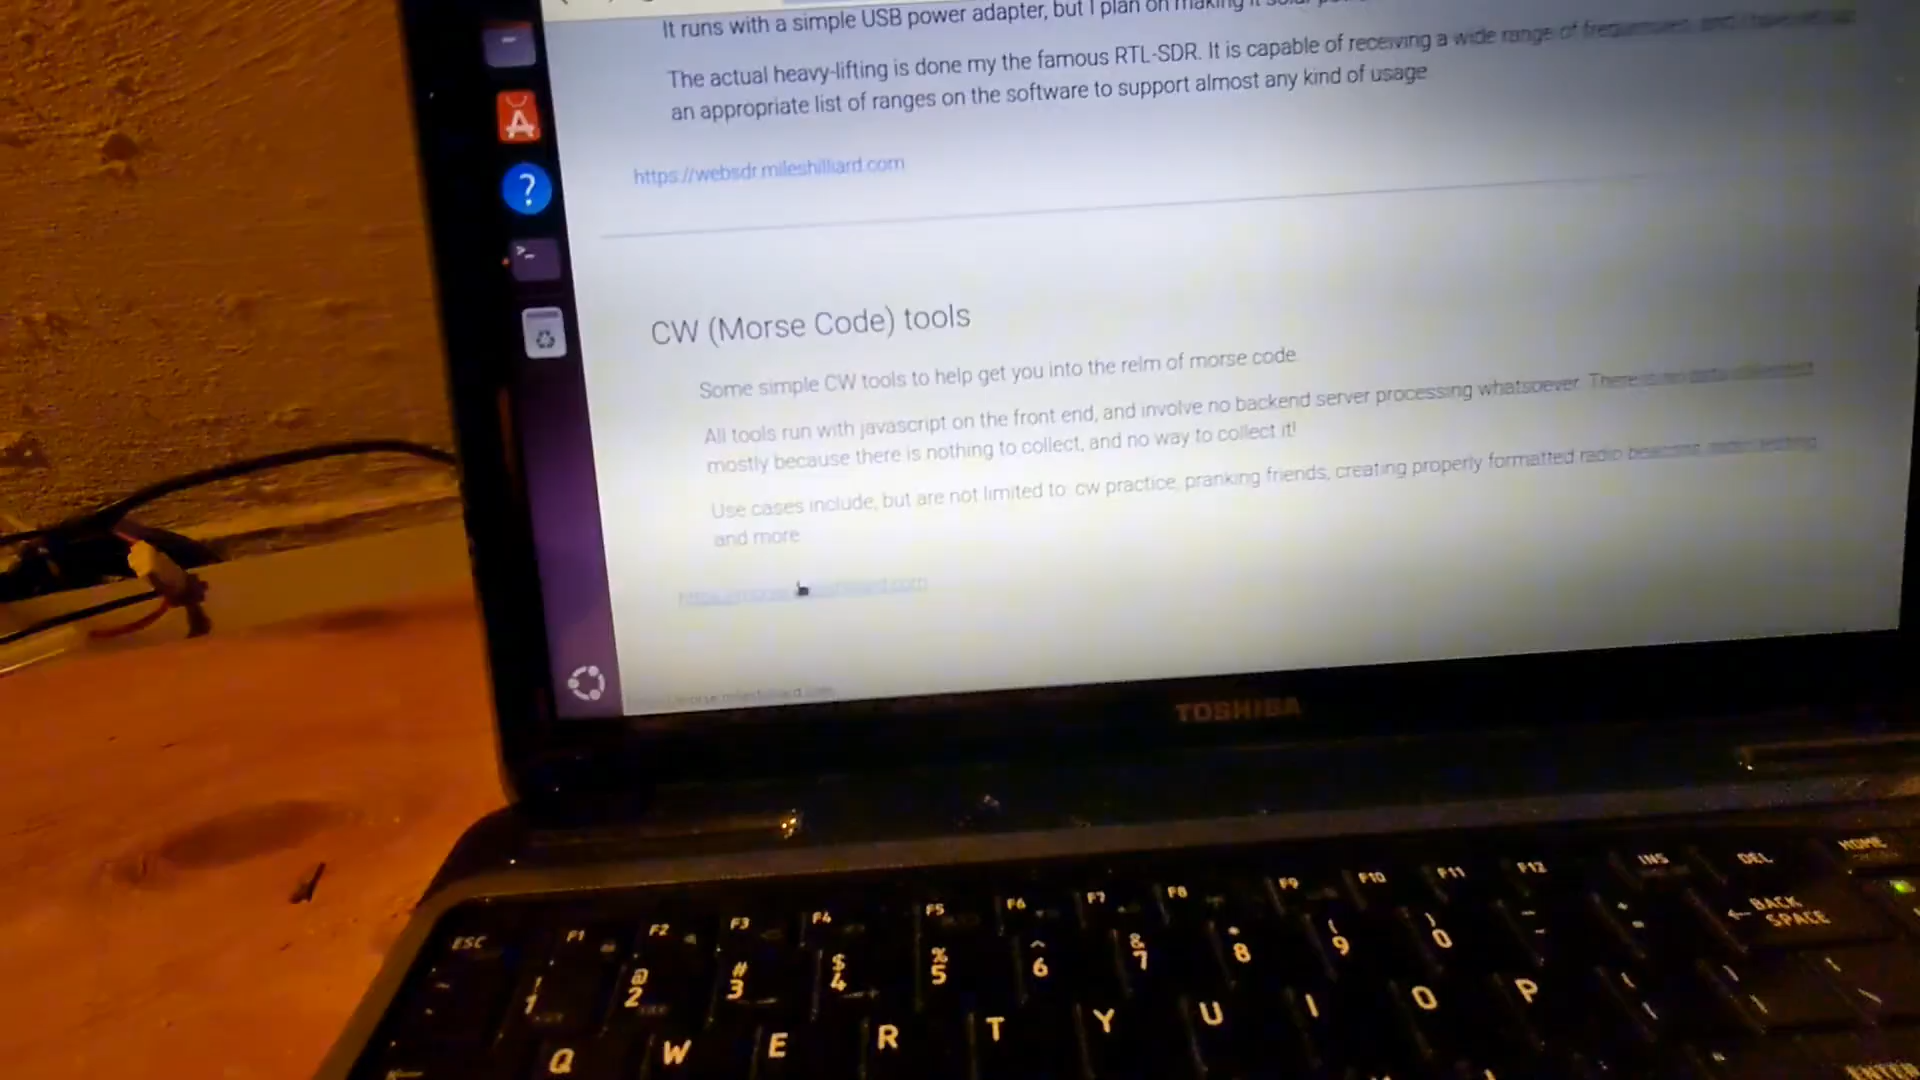 It runs with a simple USB power adapter, but I plan on making it
The actual heavy-lifting is done my the famous RTL-SDR. It is capable of receiving a wide range of frequencies, and
an appropriate list of ranges on the software to support almost any kind of usage
https://websdr.mileshilliard.com
CW (Morse Code) tools
Some simple CW tools to help get you into the relm of morse code.
All tools run with javascript on the front end, and involve no backend server processing whatsoever. There
mostly because there is nothing to collect, and no way to collect it!
Use cases include, but are not limited to: cw practice, pranking friends, creating properly formatted radio
and more
TOSHIBA
ESC F1 F2 F3 F4 F5 F6 F7 F8 F9 F10 F11 F12 INS DEL HOME
! 1 @ 2 # 3 $ 4 % 5 ^ 6 & 7 * 8 ( 9 ) 0 BACK SPACE
Q W E R T Y U I O P
ENTER